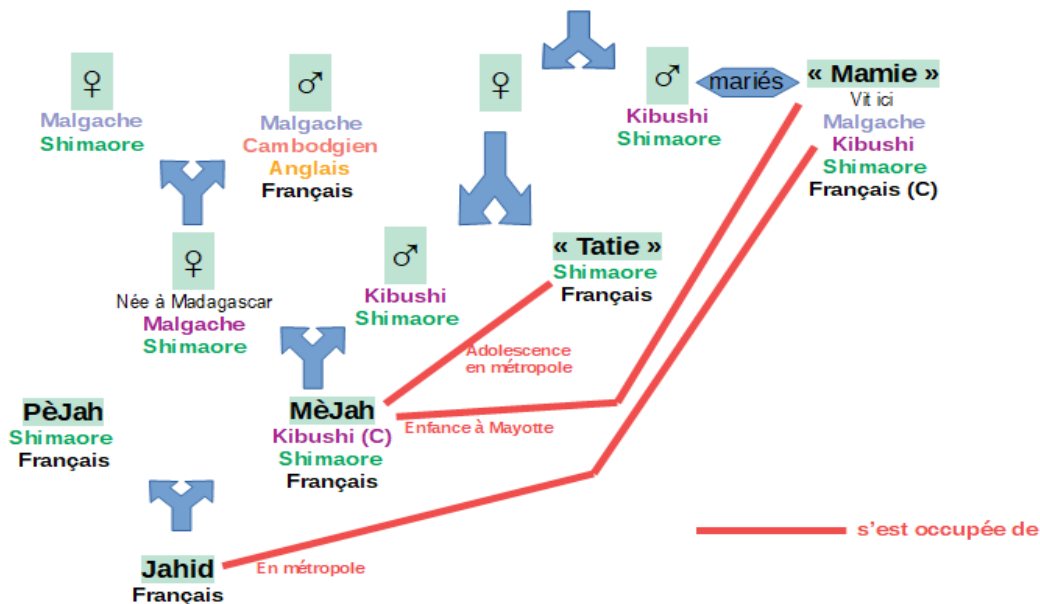 ♀
Malgache
Shimaore
♂
Malgache
Cambodgien
Anglais
Français
♀
♂
Kibushi
Shimaore
mariés
« Mamie »
Vit ici
Malgache
Kibushi
Shimaore
Français (C)
♀
Née à Madagascar
Malgache
Shimaore
♂
Kibushi
Shimaore
« Tatie »
Shimaore
Français
Adolescence
en métropole
PèJah
Shimaore
Français
MèJah
Kibushi (C)
Shimaore
Français
Enfance à Mayotte
s'est occupée de
Jahid
Français
En métropole